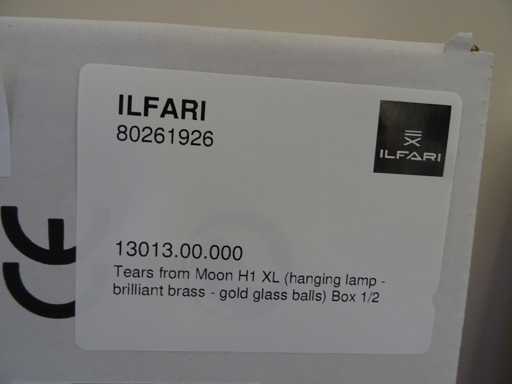 ILFARI
80261926
ILFARI
13013.00.000
Tears from Moon H1 XL (hanging lamp -
brilliant brass - gold glass balls) Box 1/2
CE